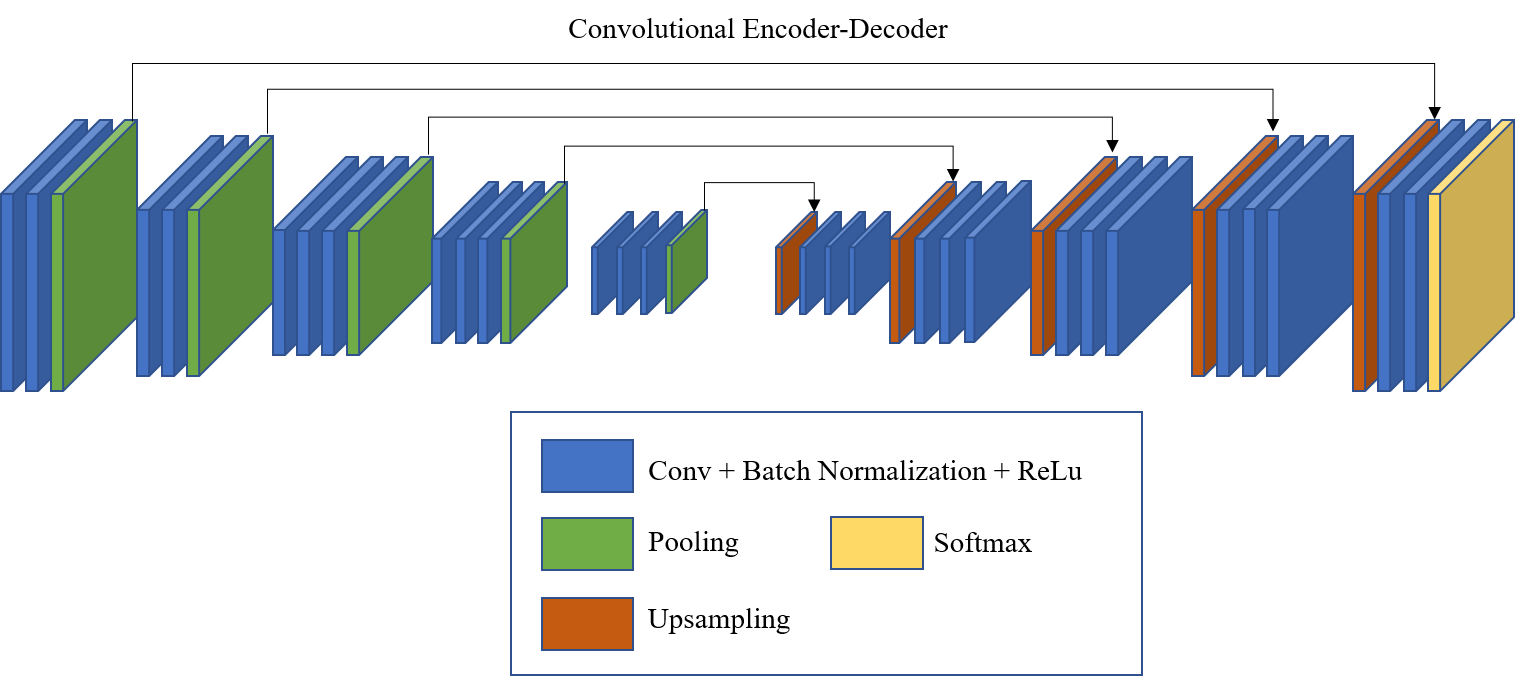 Convolutional Encoder-Decoder
Conv + Batch Normalization + ReLu
Pooling
Softmax
Upsampling